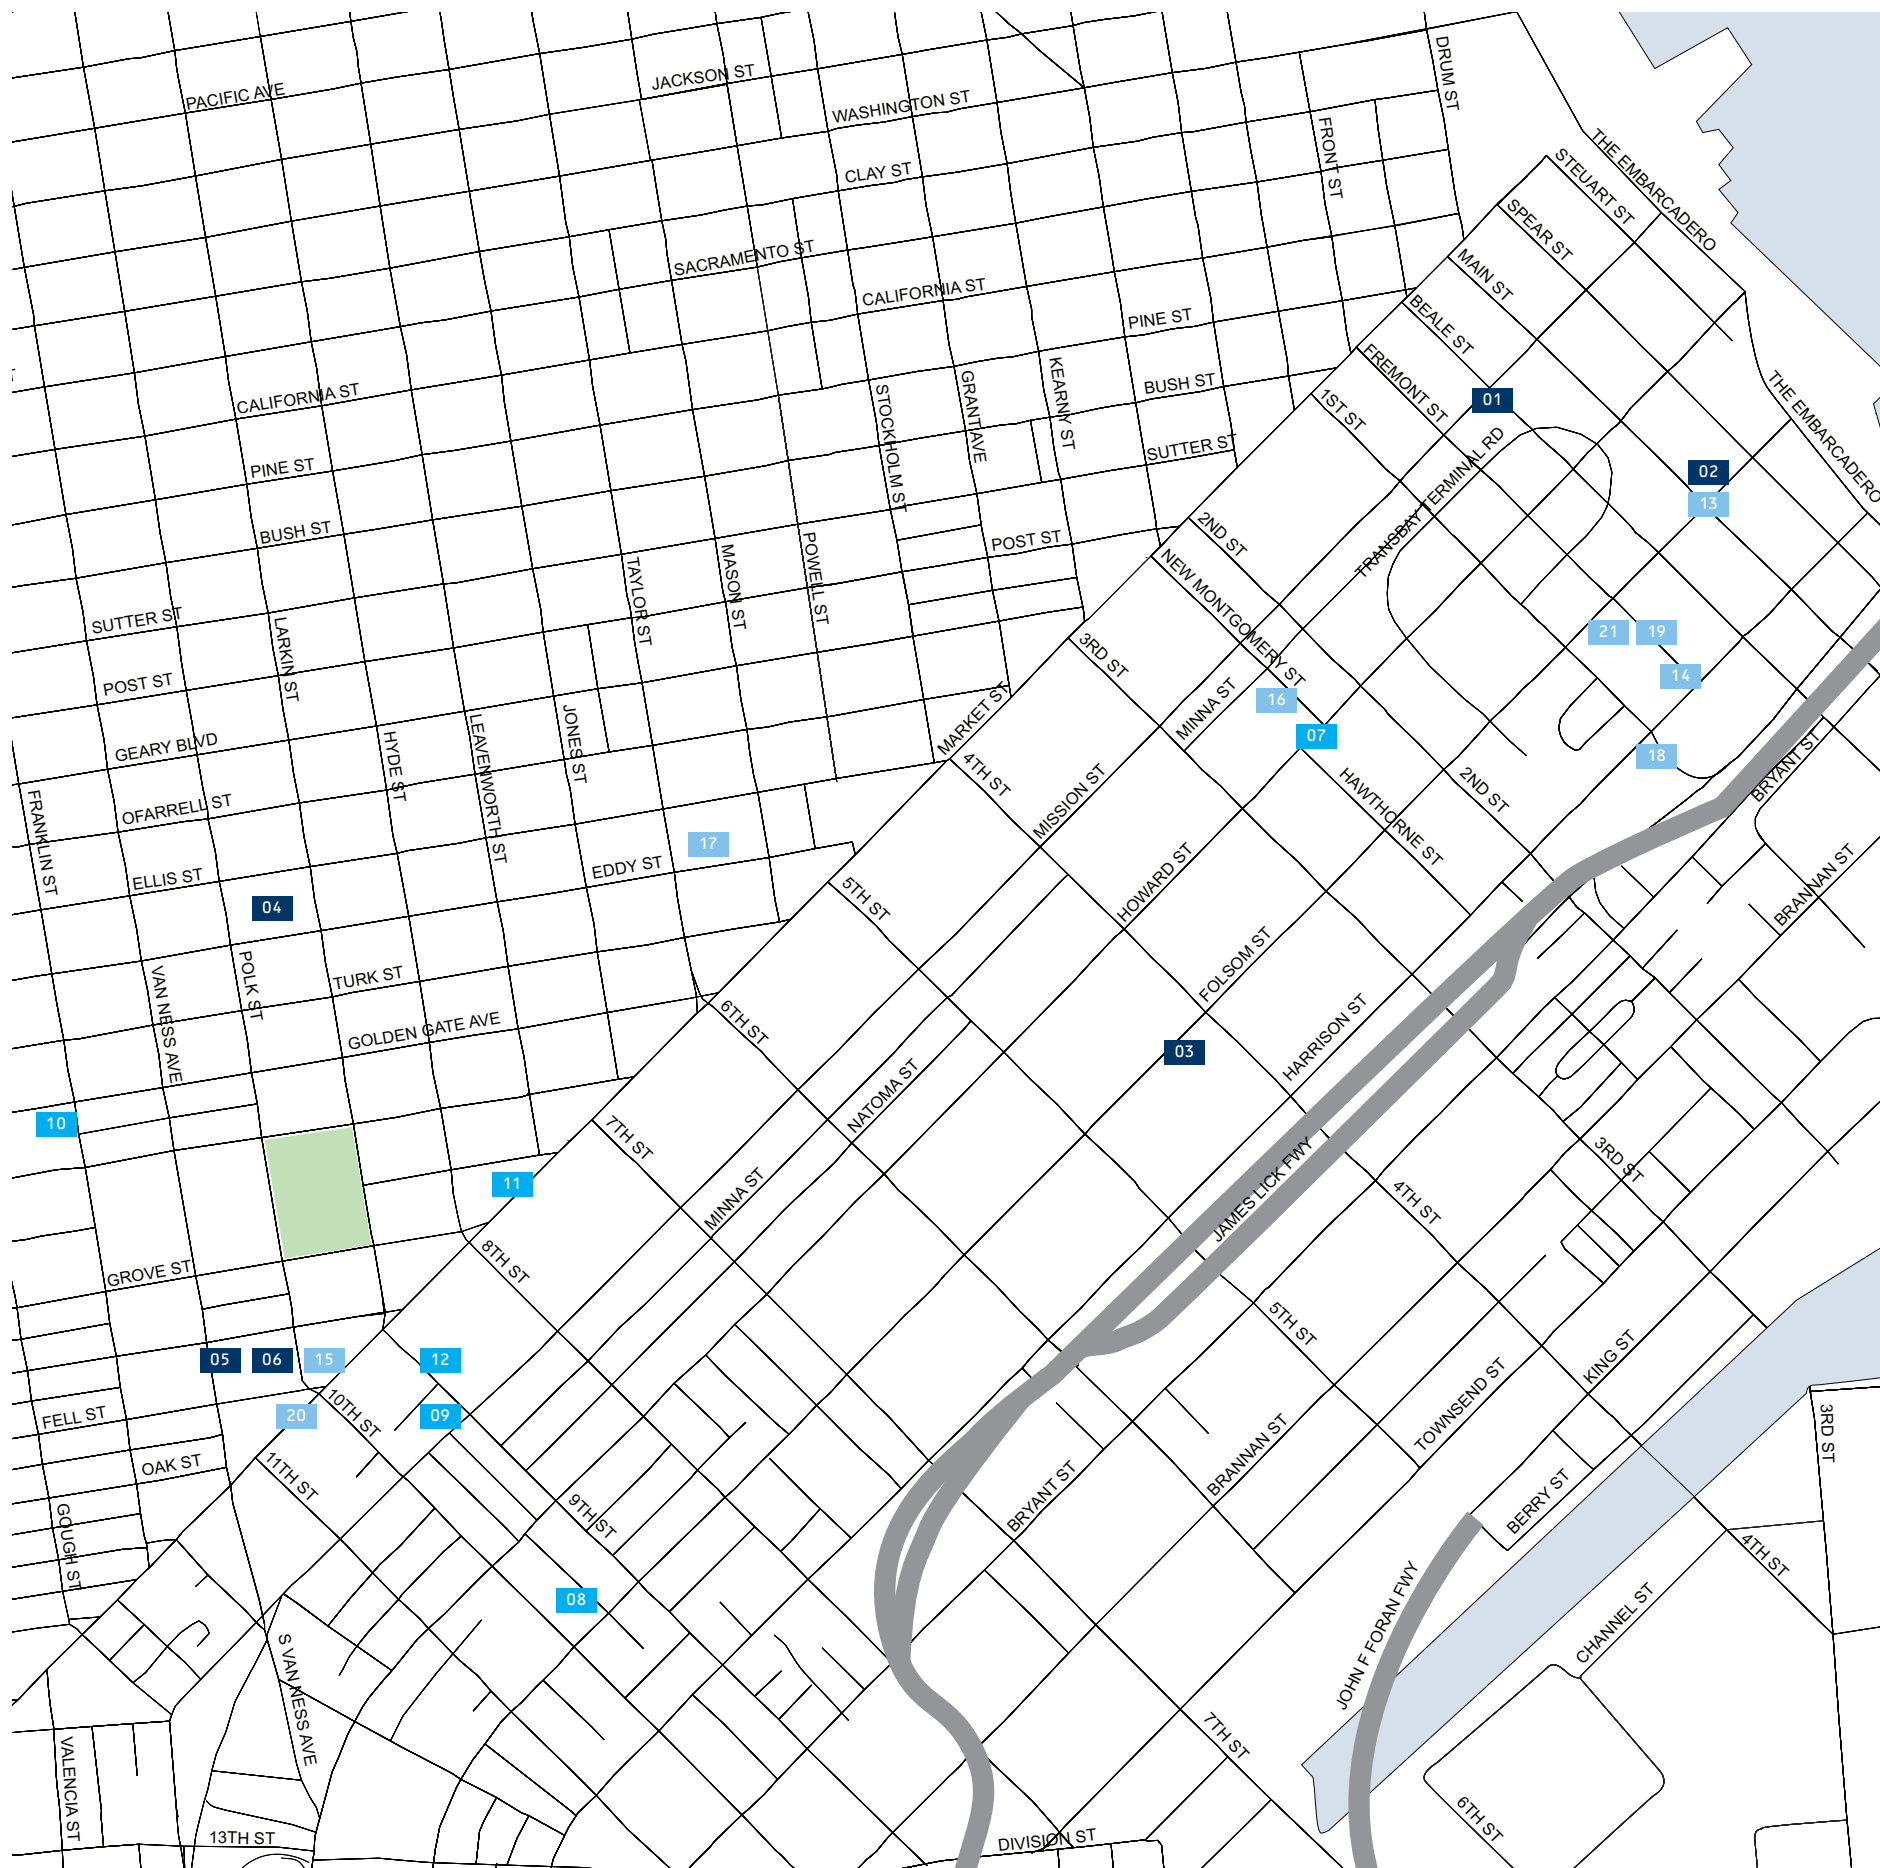 DRUM ST
JACKSON ST
PACIFIC AVE
WASHINGTON ST
FRONT ST
THE EMBARCADERO
STEUART ST
CLAY ST
SPEAR ST
SACRAMENTO ST
MAIN ST
CALIFORNIA ST
BEALE ST
PINE ST
FREMONT ST
KEARNY ST
GRANT AVE
THE EMBARCADERO
BUSH ST
STOCKHOLM ST
CALIFORNIA ST
1ST ST
01
TRANSBAY TERMINAL RD
SUTTER ST
PINE ST
02
13
2ND ST
BUSH ST
POST ST
POWELL ST
MASON ST
TAYLOR ST
NEW MONTGOMERY ST
SUTTER ST
LARKIN ST
3RD ST
21
19
14
POST ST
MINNA ST
16
MARKET ST
07
GEARY BLVD
JONES ST
LEAVENWORTH ST
HYDE ST
18
BRYANT ST
4TH ST
MISSION ST
HAWTHORNE ST
2ND ST
OFARRELL ST
FRANKLIN ST
17
EDDY ST
HOWARD ST
BRANNAN ST
ELLIS ST
5TH ST
04
FOLSOM ST
POLK ST
TURK ST
VAN NESS AVE
GOLDEN GATE AVE
6TH ST
HARRISON ST
03
NATOMA ST
10
7TH ST
3RD ST
JAMES LICK FWY
11
MINNA ST
4TH ST
8TH ST
GROVE ST
5TH ST
KING ST
05
06
15
12
TOWNSEND ST
20
10TH ST
09
FELL ST
3RD ST
BRANNAN ST
OAK ST
11TH ST
BRYANT ST
BERRY ST
9TH ST
GOUGH ST
4TH ST
08
JOHN F FORAN FWY
CHANNEL ST
S VAN NESS AVE
7TH ST
VALENCIA ST
6TH ST
13TH ST
DIVISION ST